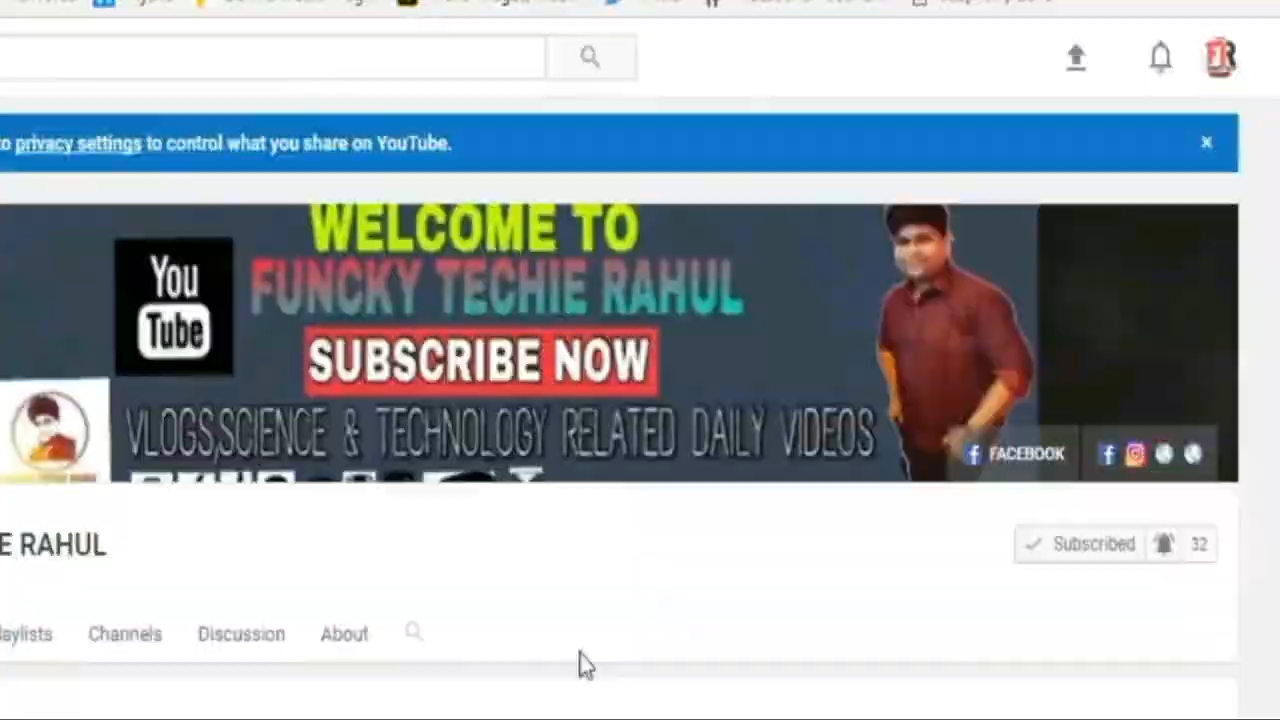 to privacy settings to control what you share on YouTube.
WELCOME TO
You
Tube
FUNCKY TECHIE RAHUL
SUBSCRIBE NOW
VLOGS,SCIENCE & TECHNOLOGY RELATED DAILY VIDEOS
FACEBOOK
E RAHUL
Subscribed 32
laylists Channels Discussion About